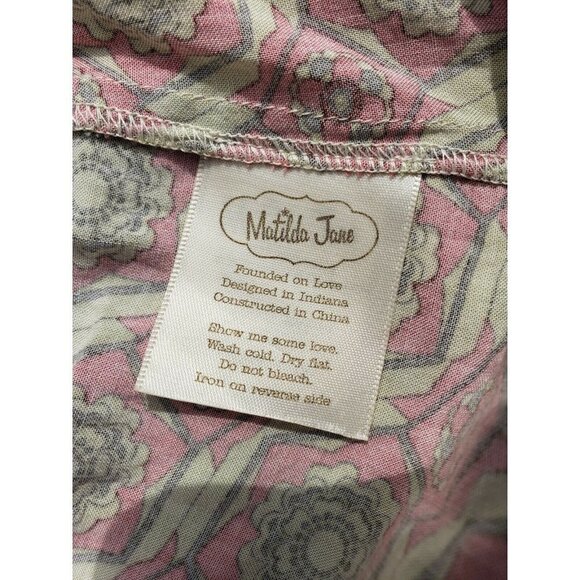 Matilda Jane
Founded on Love
Designed in Indiana
Constructed in China
Show me some love.
Wash cold. Dry flat.
Do not bleach.
Iron on reverse side